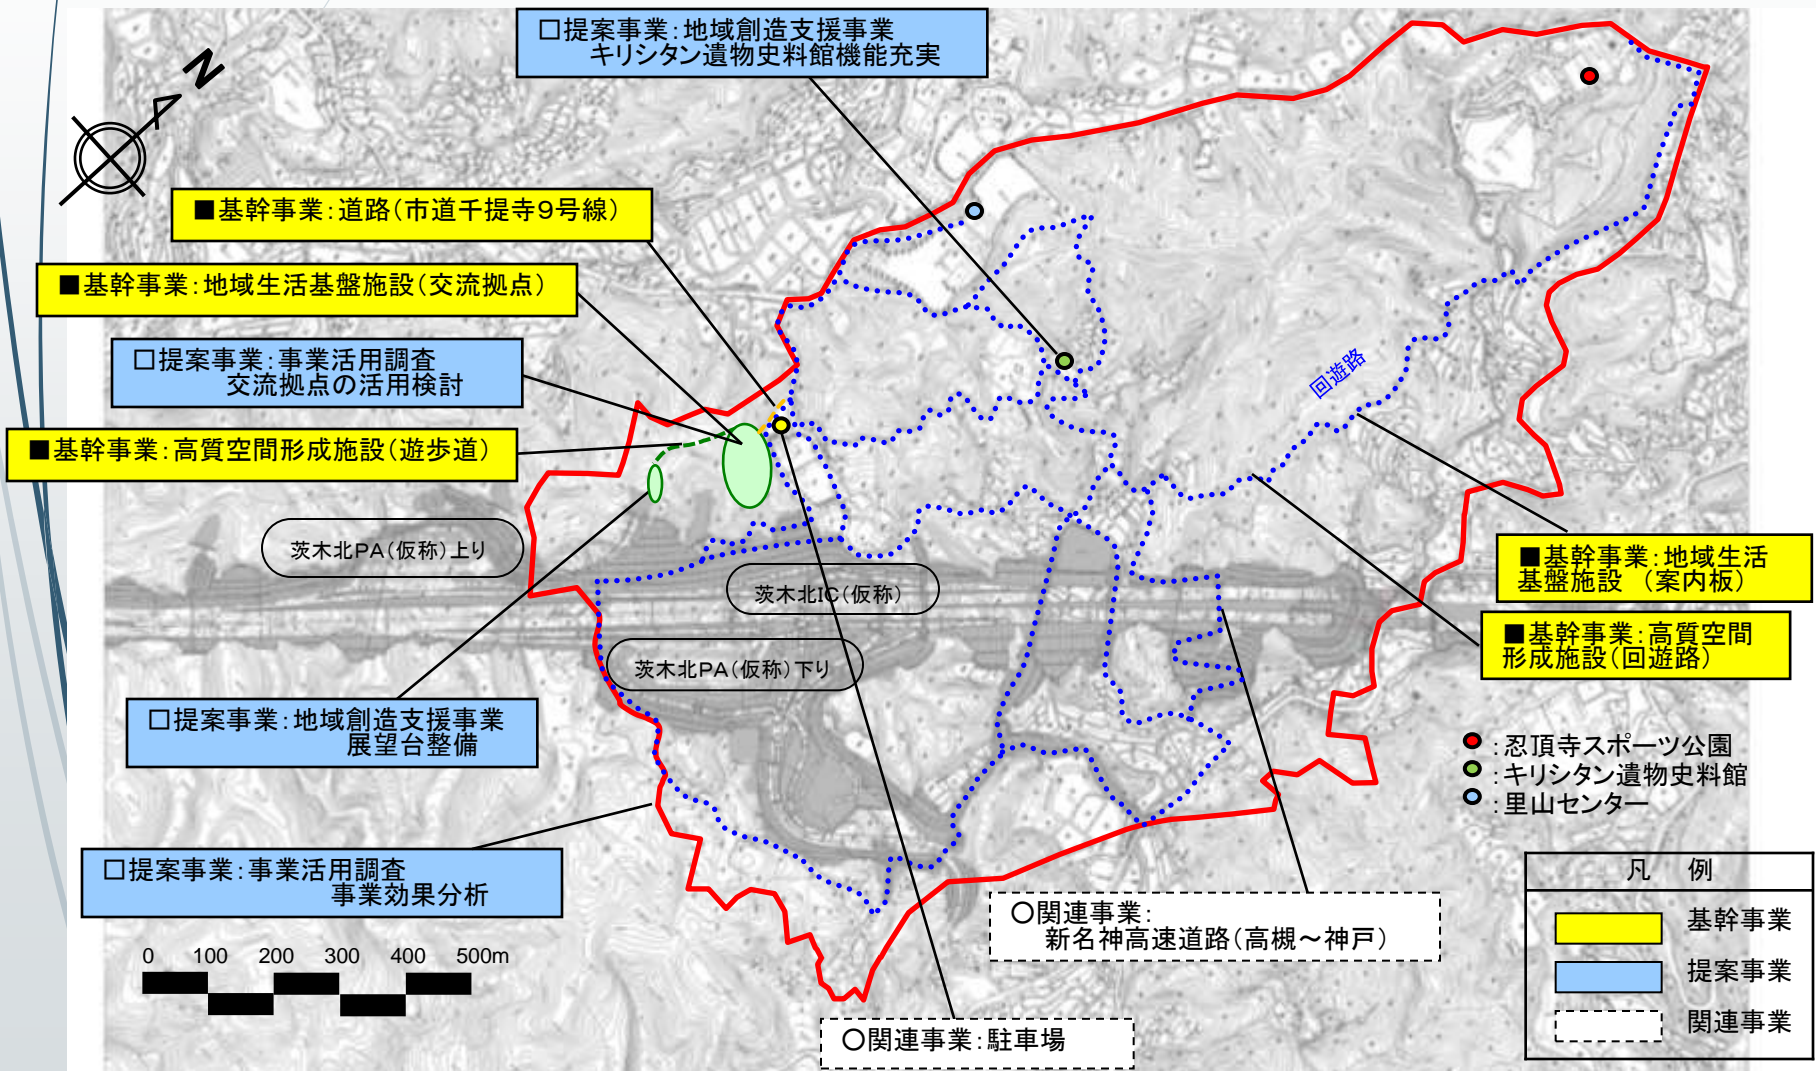 □提案事業:地域創造支援事業
キリシタン遺物史料館機能充実
N
■基幹事業:道路(市道千提寺9号線)
■基幹事業:地域生活基盤施設(交流拠点)
□提案事業:事業活用調査
交流拠点の活用検討
■基幹事業:高質空間形成施設(遊歩道)
回遊路
茨木北PA(仮称)上り
茨木北IC(仮称)
茨木北PA(仮称)下り
■基幹事業:地域生活
基盤施設 (案内板)
■基幹事業:高質空間
形成施設(回遊路)
□提案事業:地域創造支援事業
展望台整備
:忍頂寺スポーツ公園
:キリシタン遺物史料館
:里山センター
□提案事業:事業活用調査
事業効果分析
○関連事業:
新名神高速道路(高槻~神戸)
○関連事業:駐車場
0 100 200 300 400 500m
凡 例
基幹事業
提案事業
関連事業